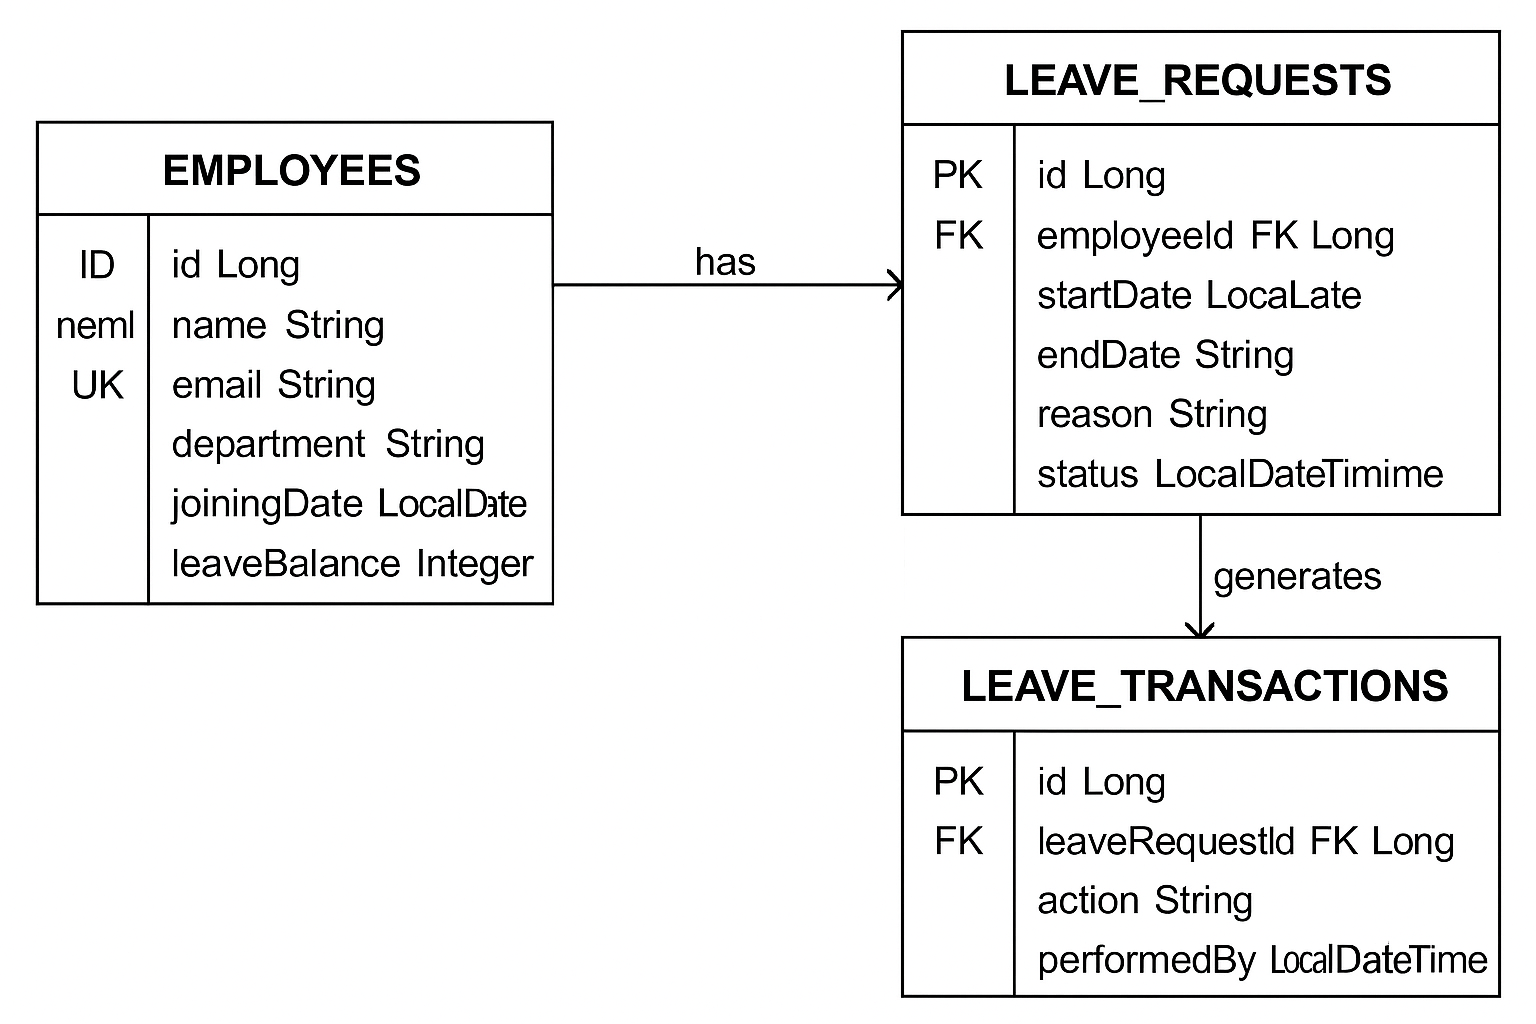 EMPLOYEES
ID id Long
neml name String
UK email String
department String
joiningDate LocalDate
leaveBalance Integer
has
LEAVE_REQUESTS
PK id Long
FK employeeId FK Long
startDate LocaLate
endDate String
reason String
status LocalDateTimime
generates
LEAVE_TRANSACTIONS
PK id Long
FK leaveRequestId FK Long
action String
performedBy LocalDateTime